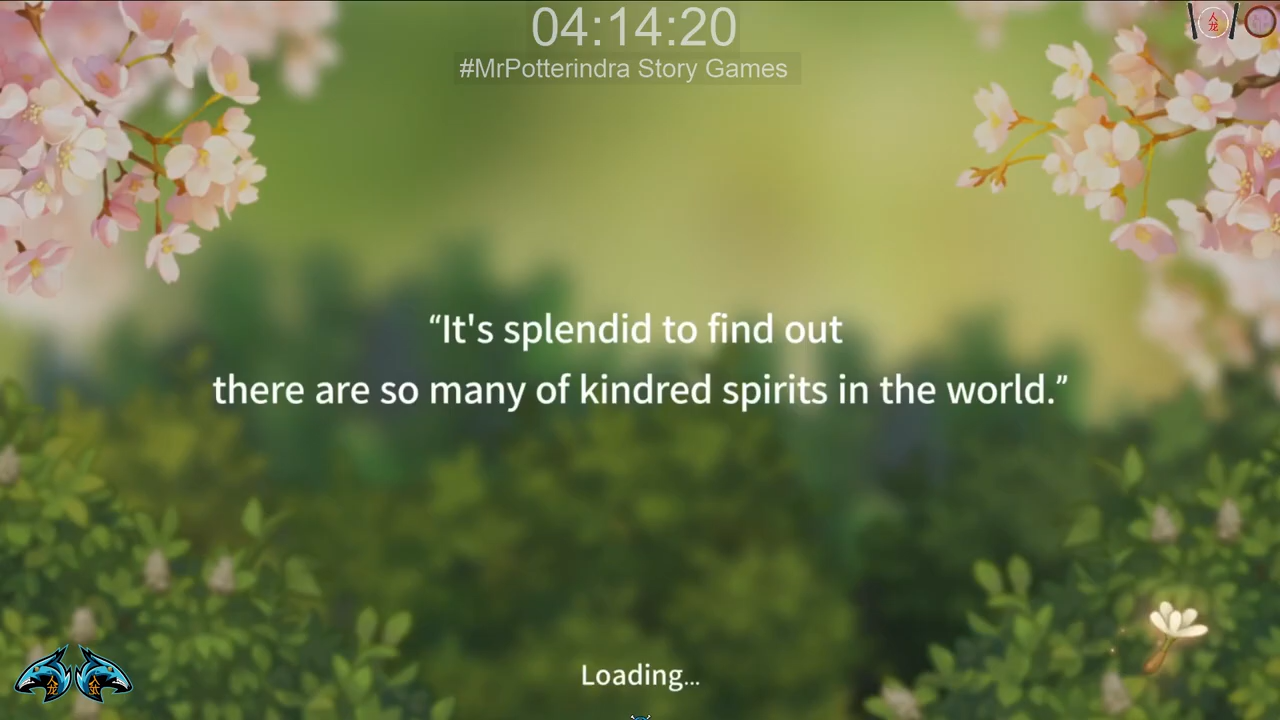 04:14:20
#MrPotterindra Story Games
“It's splendid to find out
there are so many of kindred spirits in the world.”
Loading...